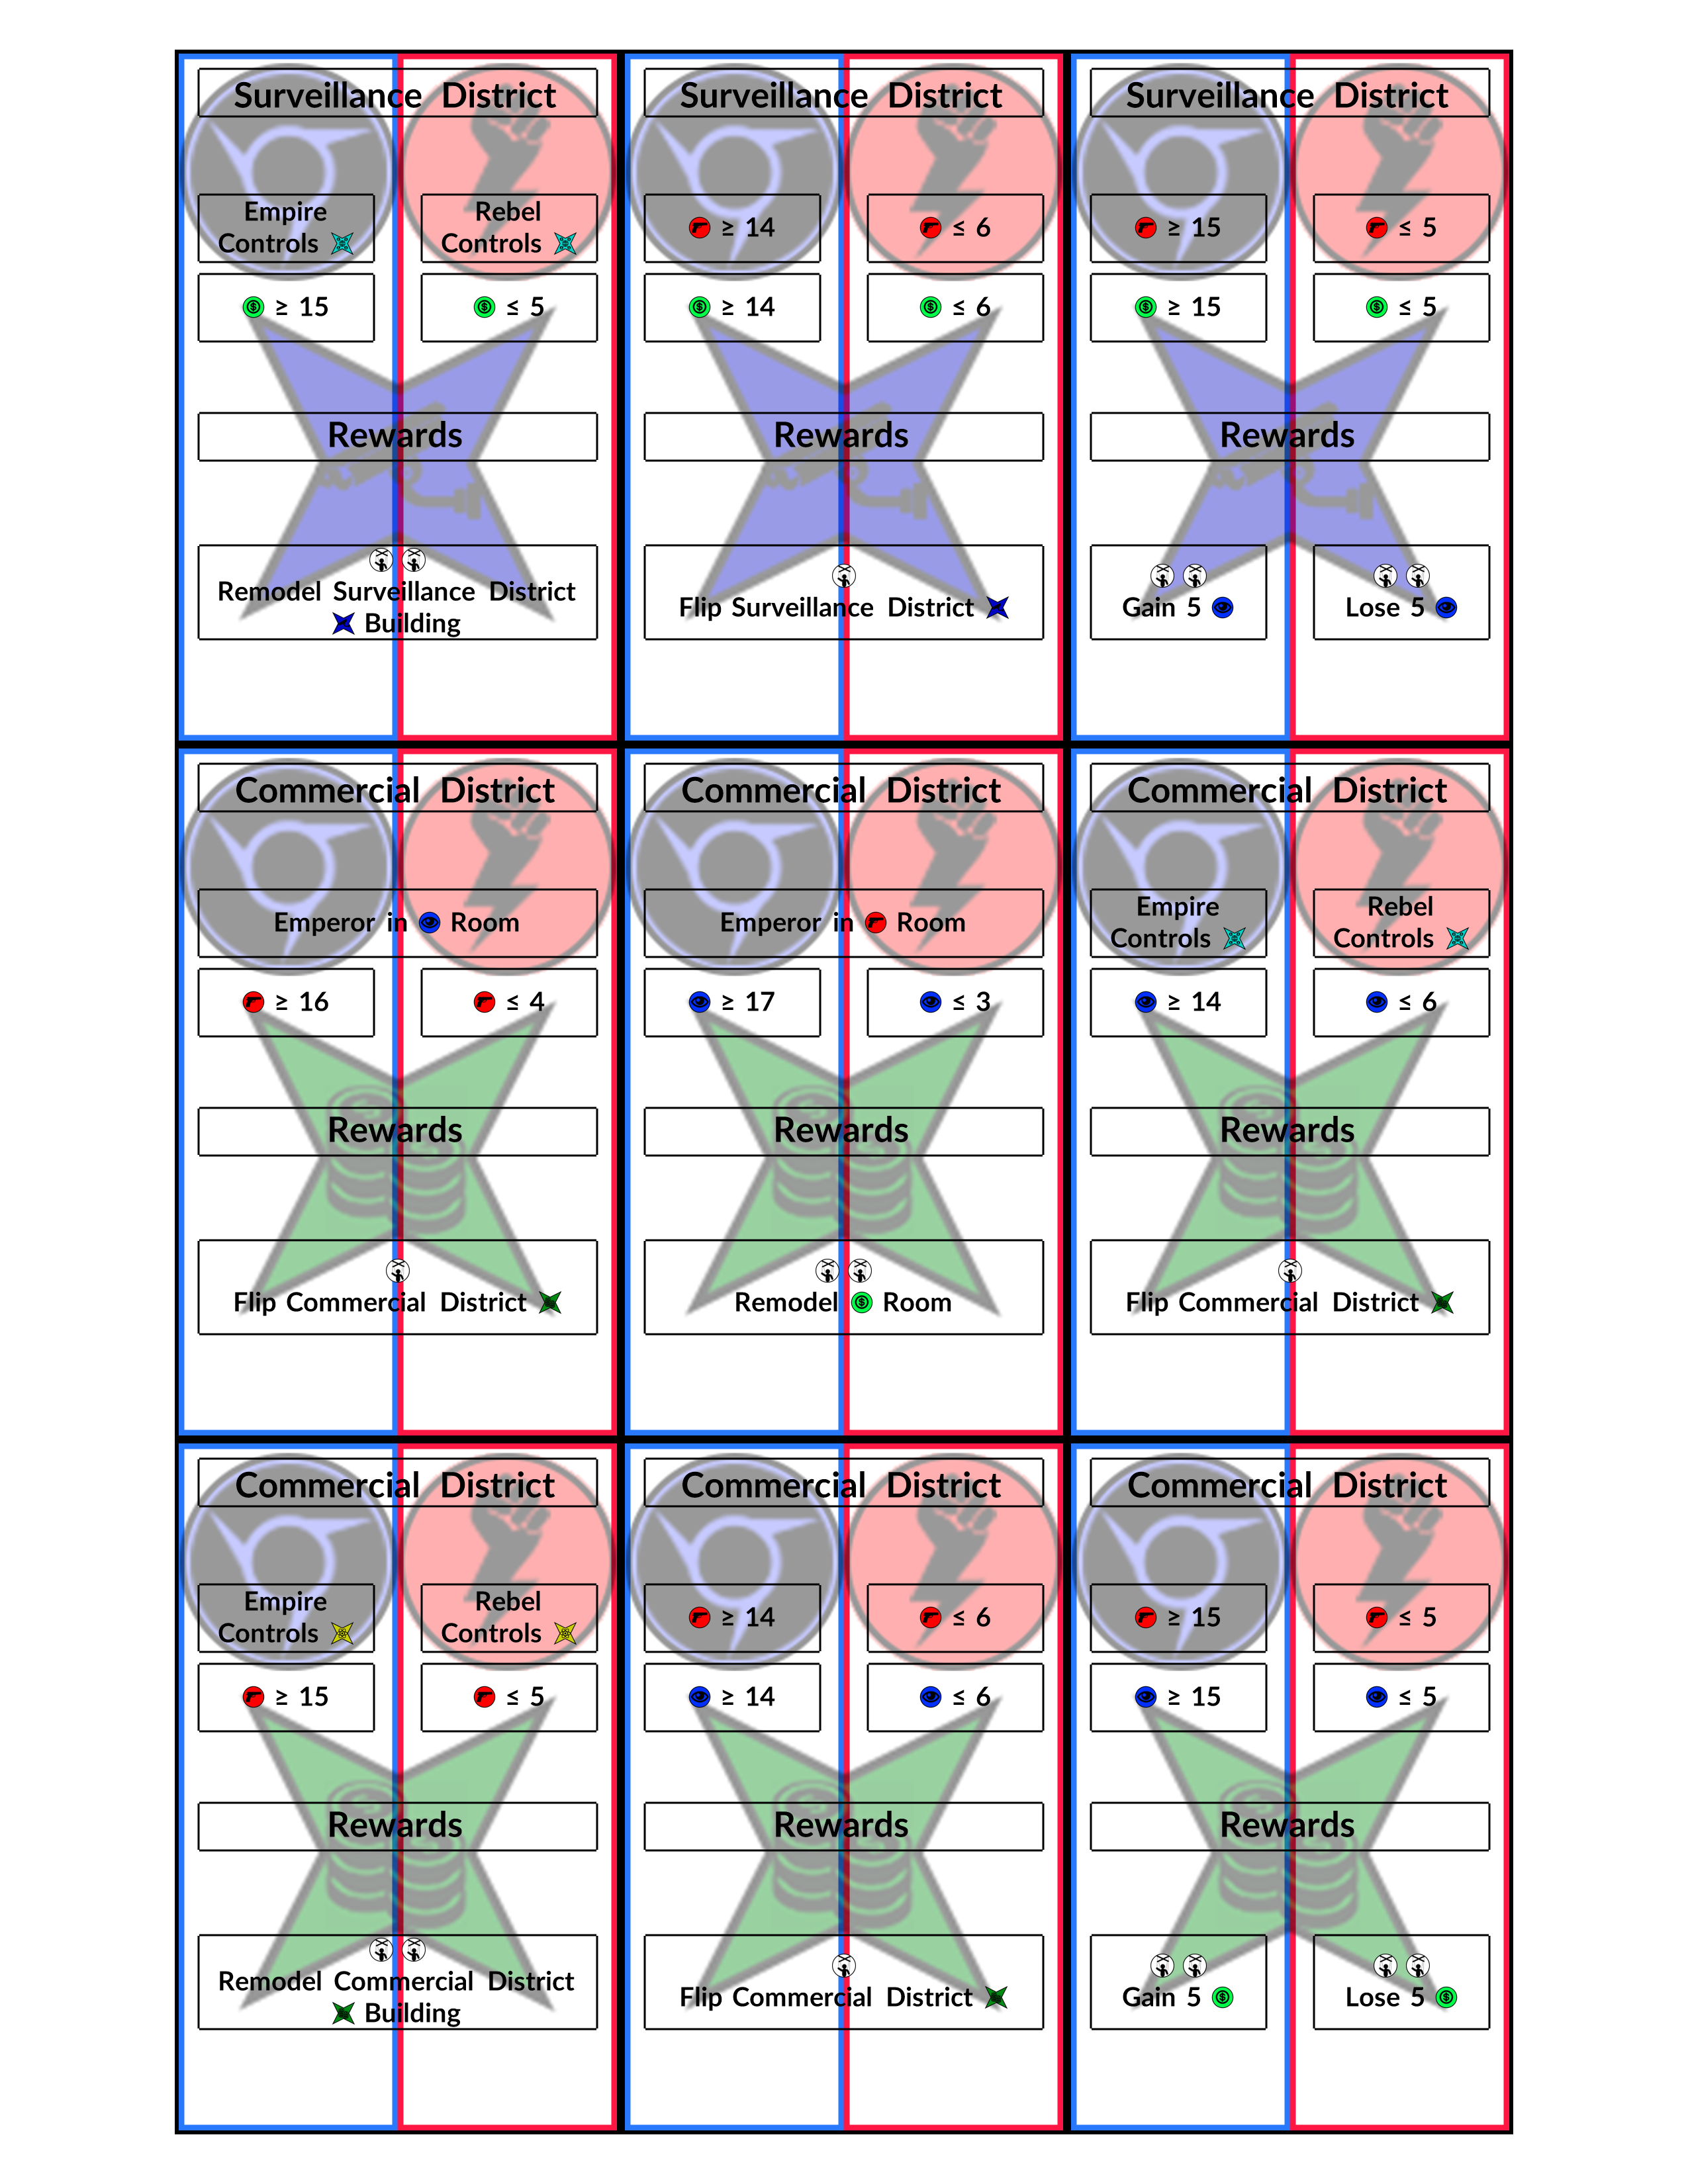 Surveillance District
Empire Controls
Rebel Controls
≥ 15
≤ 5
Rewards
Remodel Surveillance District
Building
Surveillance District
≥ 14
≤ 6
≥ 14
≤ 6
Rewards
Flip Surveillance District
Surveillance District
≥ 15
≤ 5
≥ 15
≤ 5
Rewards
Gain 5
Lose 5
Commercial District
Emperor in Room
≥ 16
≤ 4
Rewards
Flip Commercial District
Commercial District
Emperor in Room
≥ 17
≤ 3
Rewards
Remodel Room
Commercial District
Empire Controls
Rebel Controls
≥ 14
≤ 6
Rewards
Flip Commercial District
Commercial District
Empire Controls
Rebel Controls
≥ 15
≤ 5
Rewards
Remodel Commercial District
Building
Commercial District
≥ 14
≤ 6
≥ 14
≤ 6
Rewards
Flip Commercial District
Commercial District
≥ 15
≤ 5
≥ 15
≤ 5
Rewards
Gain 5
Lose 5